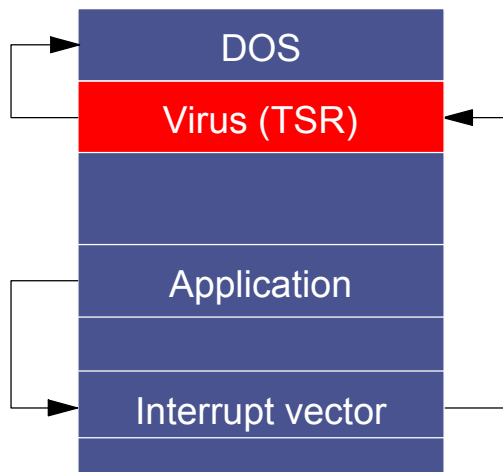 DOS
Virus (TSR)
Application
Interrupt vector